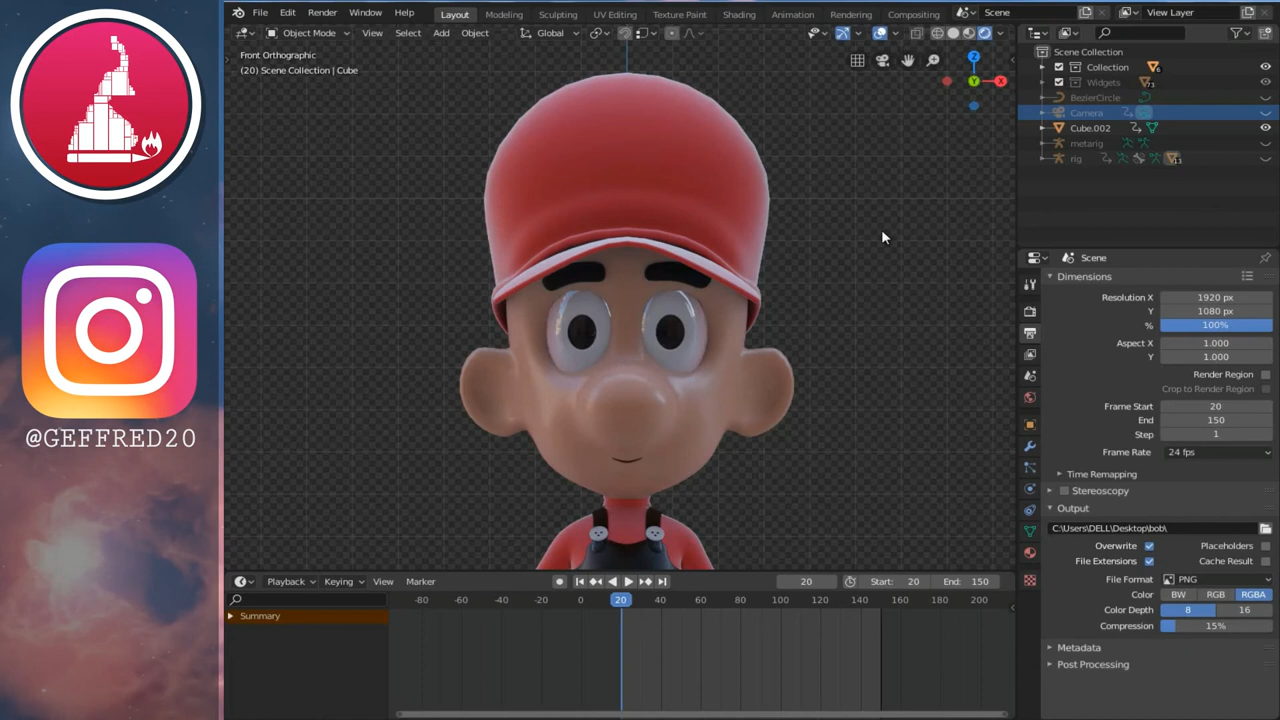 @GEFFRED20
File Edit Render Window Help
Layout Modeling Sculpting UV Editing Texture Paint Shading Animation Rendering Compositing
Scene
View Layer
Object Mode View Select Add Object
Global
Front Orthographic
(20) Scene Collection | Cube
Z
Y
X
Scene Collection
Collection 6
Widgets 73
BezierCircle
Camera
Cube.002
metarig
rig 13
Scene
Dimensions
Resolution X 1920 px
Y 1080 px
% 100%
Aspect X 1.000
Y 1.000
Render Region
Crop to Render Region
Frame Start 20
End 150
Step 1
Frame Rate 24 fps
Time Remapping
Stereoscopy
Output
C:\Users\DELL\Desktop\bob\
Overwrite Placeholders
File Extensions Cache Result
File Format PNG
Color BW RGB RGBA
Color Depth 8 16
Compression 15%
Metadata
Post Processing
Playback Keying View Marker
20 Start: 20 End: 150
-80 -60 -40 -20 0 20 40 60 80 100 120 140 160 180 200
Summary